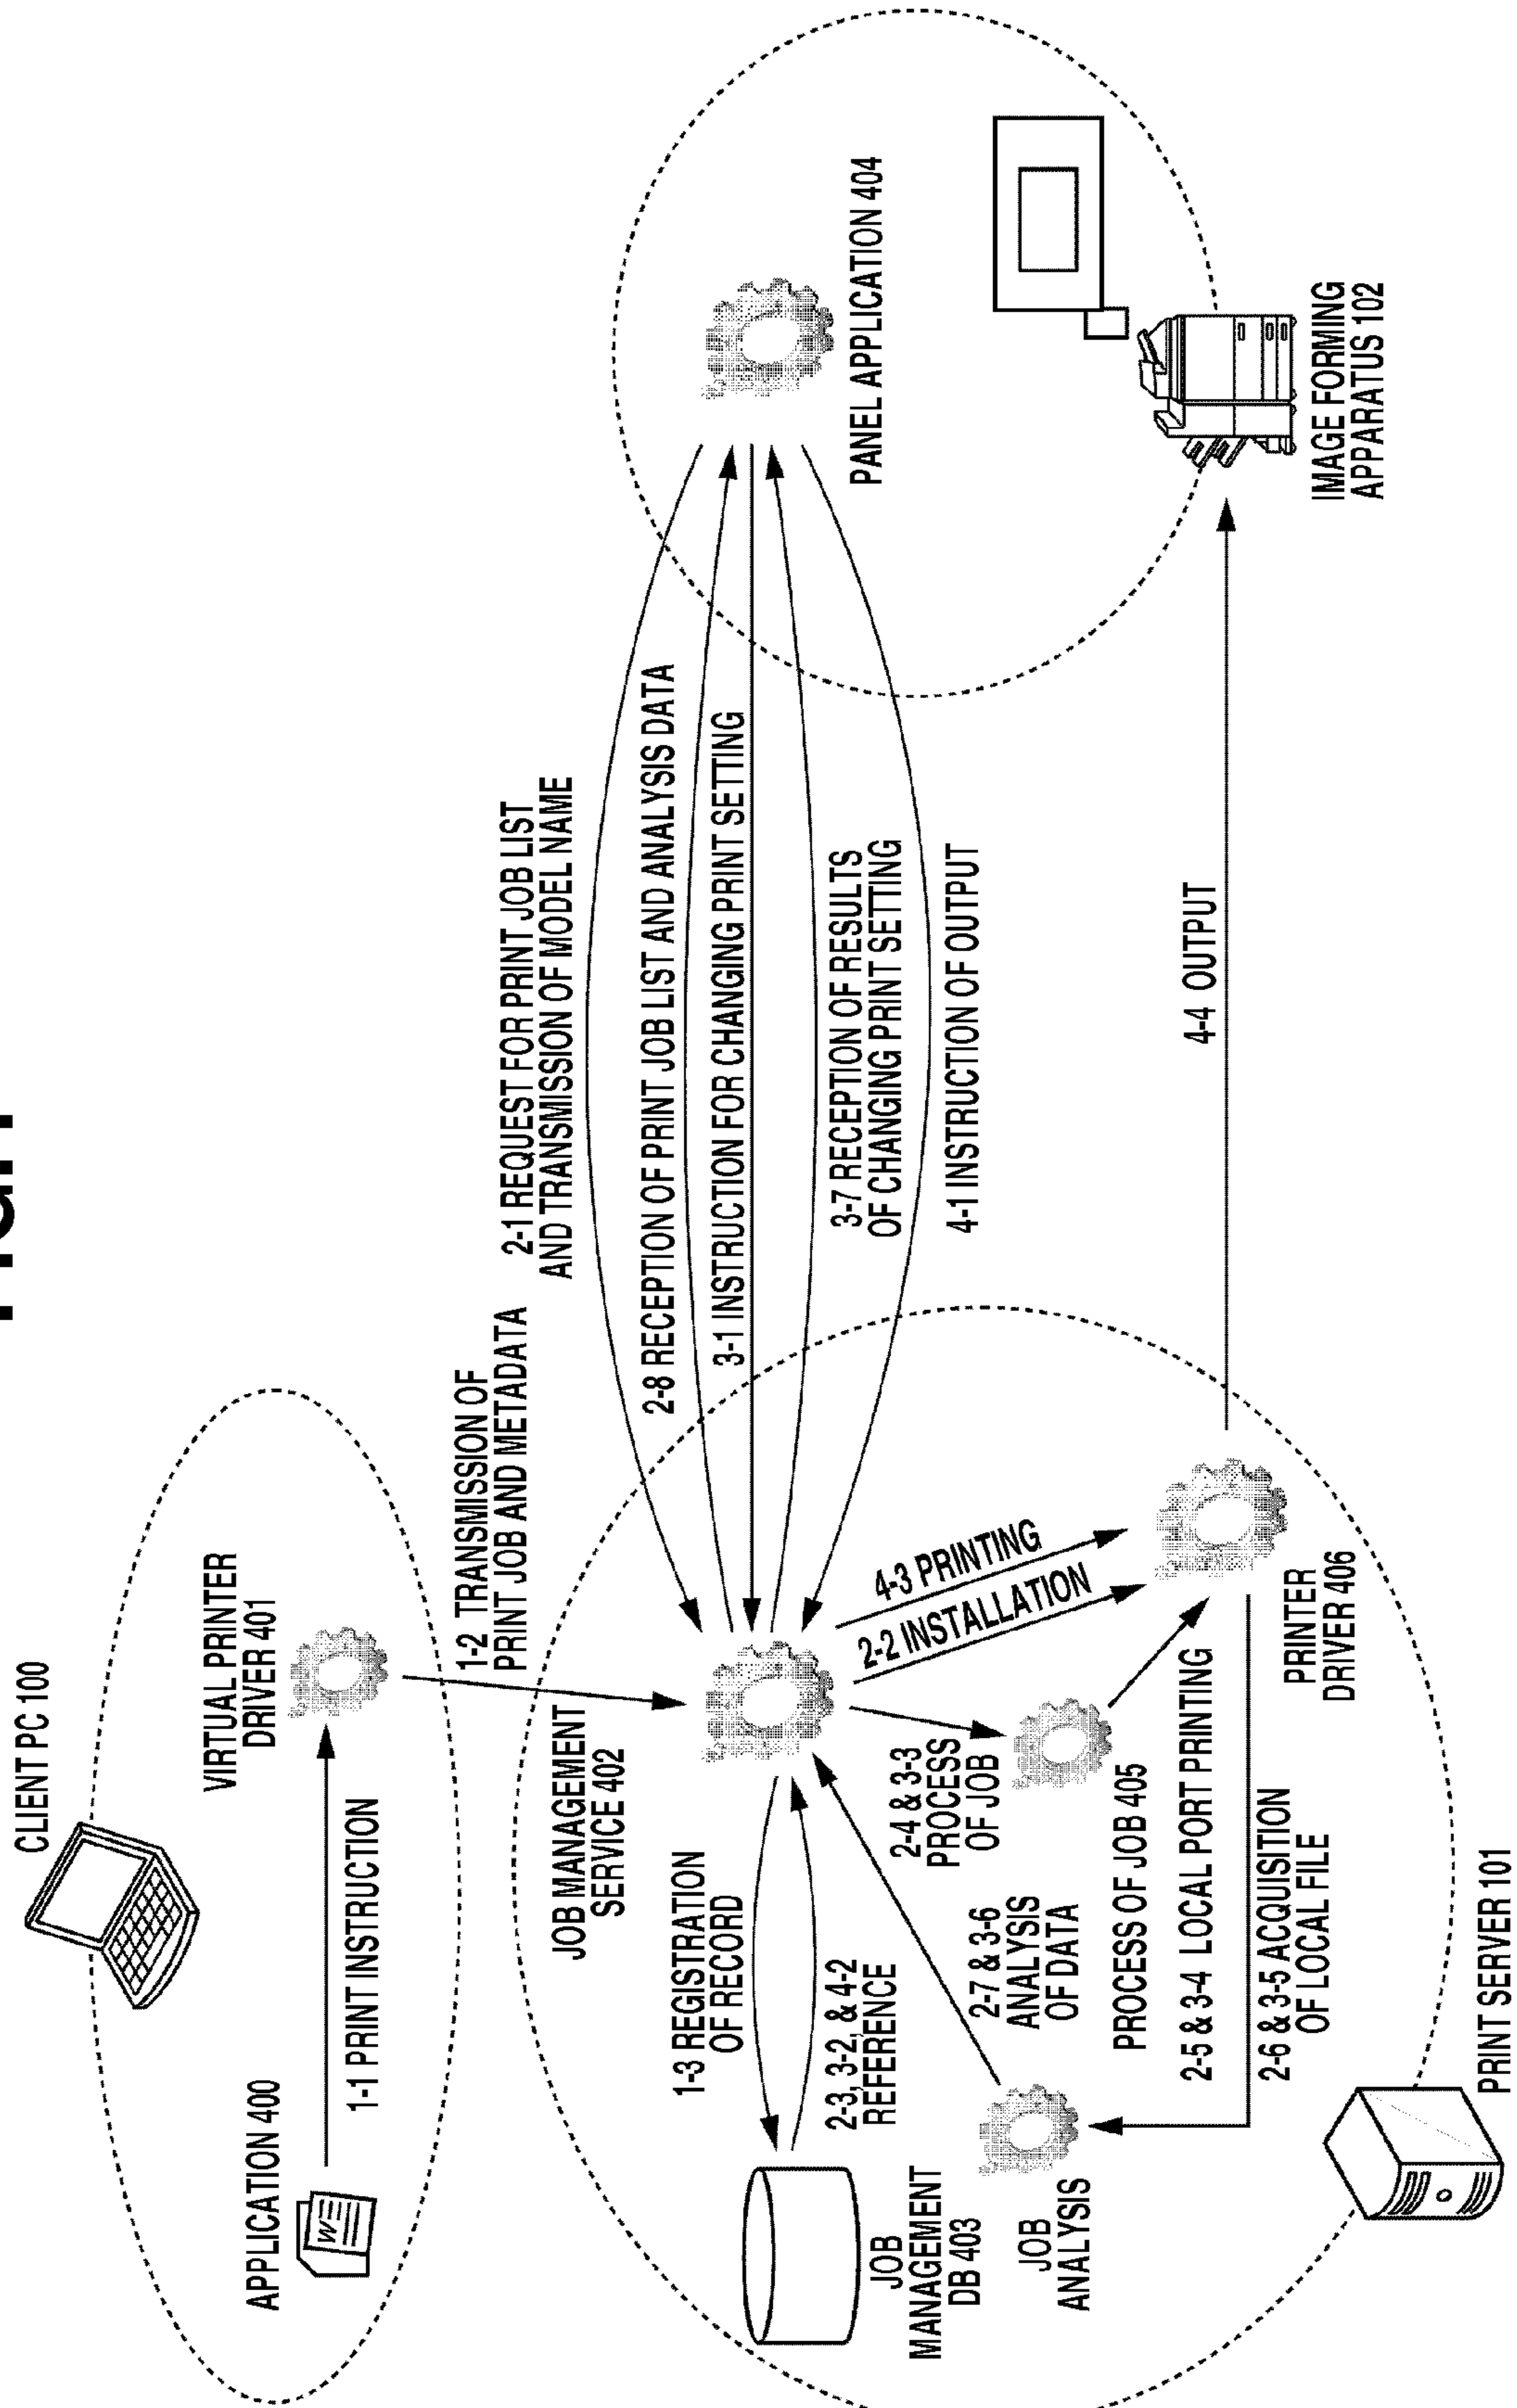 CLIENT PC 100
APPLICATION 400
1-1 PRINT INSTRUCTION
VIRTUAL PRINTER
DRIVER 401
1-2 TRANSMISSION OF
PRINT JOB AND METADATA
JOB MANAGEMENT
SERVICE 402
1-3 REGISTRATION
OF RECORD
2-3, 3-2, & 4-2
REFERENCE
JOB
MANAGEMENT
DB 403
JOB
ANALYSIS
2-7 & 3-6
ANALYSIS
OF DATA
2-4 & 3-3
PROCESS
OF JOB
PROCESS OF JOB 405
4-3 PRINTING
2-2 INSTALLATION
2-5 & 3-4 LOCAL PORT PRINTING
2-6 & 3-5 ACQUISITION
OF LOCAL FILE
PRINTER
DRIVER 406
PRINT SERVER 101
2-1 REQUEST FOR PRINT JOB LIST
AND TRANSMISSION OF MODEL NAME
2-8 RECEPTION OF PRINT JOB LIST AND ANALYSIS DATA
3-1 INSTRUCTION FOR CHANGING PRINT SETTING
3-7 RECEPTION OF RESULTS
OF CHANGING PRINT SETTING
4-1 INSTRUCTION OF OUTPUT
4-4 OUTPUT
PANEL APPLICATION 404
IMAGE FORMING
APPARATUS 102